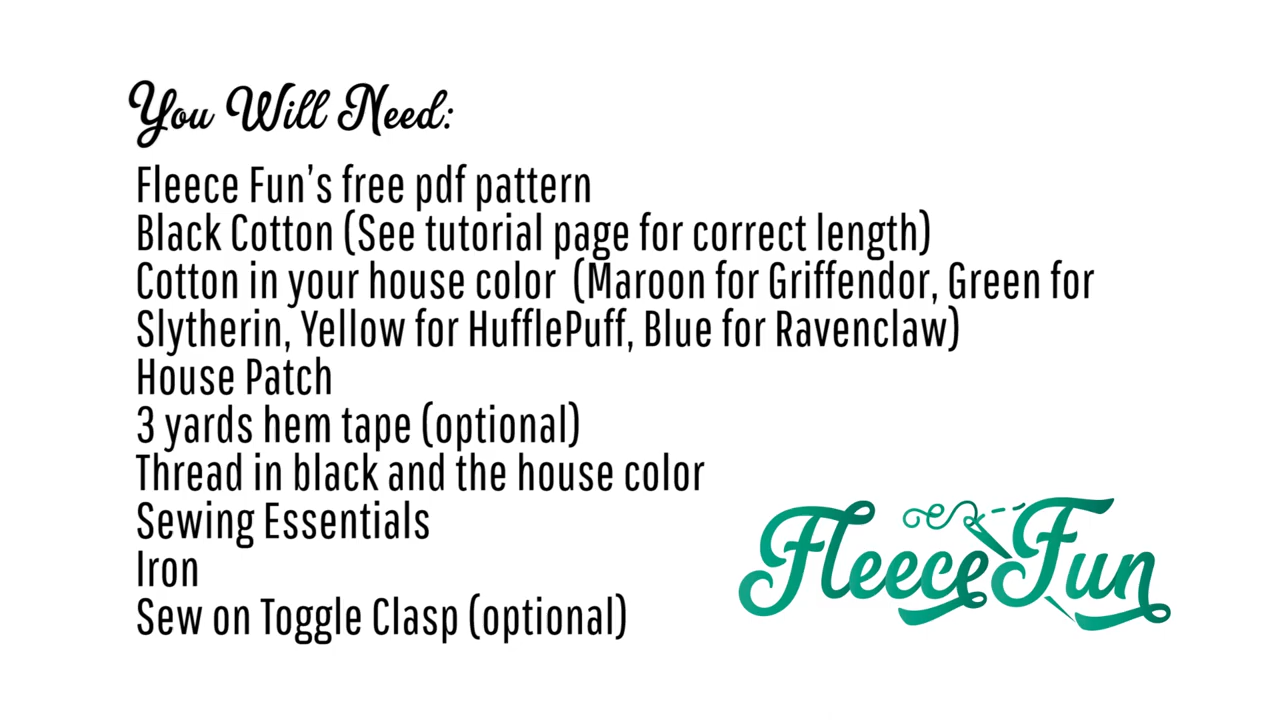 You Will Need:
Fleece Fun’s free pdf pattern
Black Cotton (See tutorial page for correct length)
Cotton in your house color  (Maroon for Griffendor, Green for
Slytherin, Yellow for HufflePuff, Blue for Ravenclaw)
House Patch
3 yards hem tape (optional)
Thread in black and the house color
Sewing Essentials
Iron
Sew on Toggle Clasp (optional)
Fleece Fun